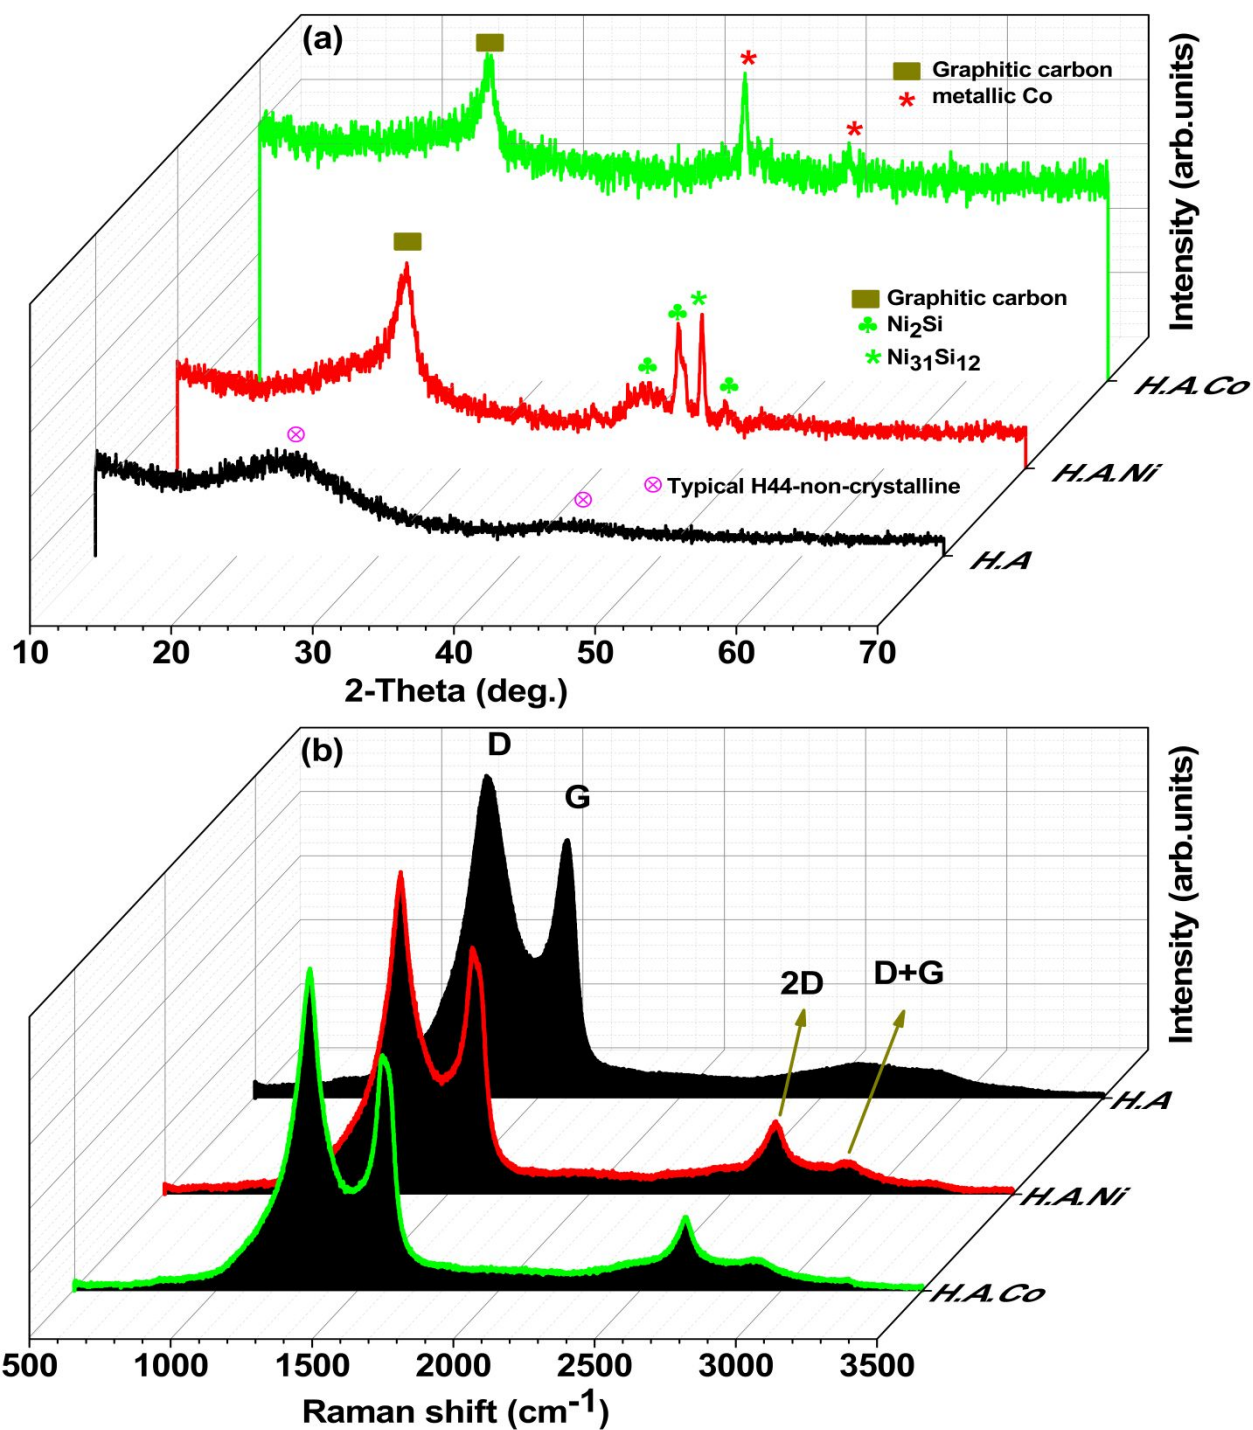 (a)
Graphitic carbon
* metallic Co
Intensity (arb.units)
H.A.Co
Graphitic carbon
♣ Ni2Si
* Ni31Si12
H.A.Ni
⊗ Typical H44-non-crystalline
H.A
10 20 30 40 50 60 70
2-Theta (deg.)
(b)
D
G
Intensity (arb.units)
2D
D+G
H.A
H.A.Ni
H.A.Co
500 1000 1500 2000 2500 3000 3500
Raman shift (cm-1)